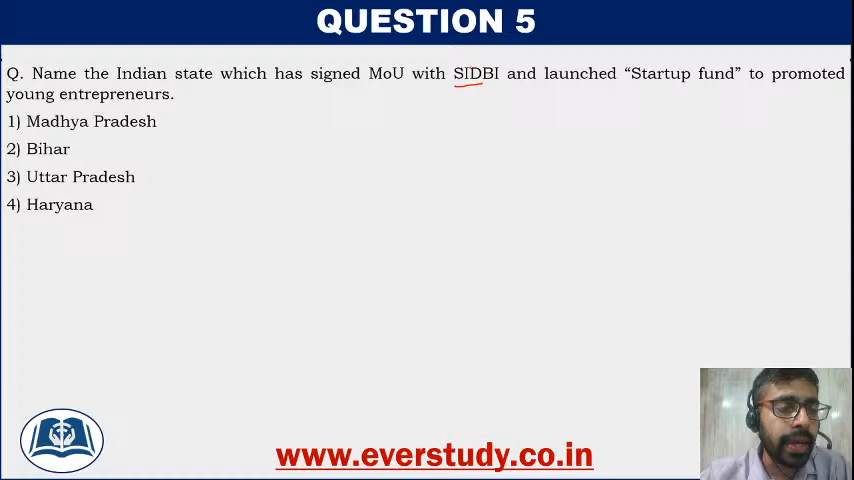 QUESTION 5
Q. Name the Indian state which has signed MoU with SIDBI and launched “Startup fund” to promoted
young entrepreneurs.
1) Madhya Pradesh
2) Bihar
3) Uttar Pradesh
4) Haryana
www.everstudy.co.in